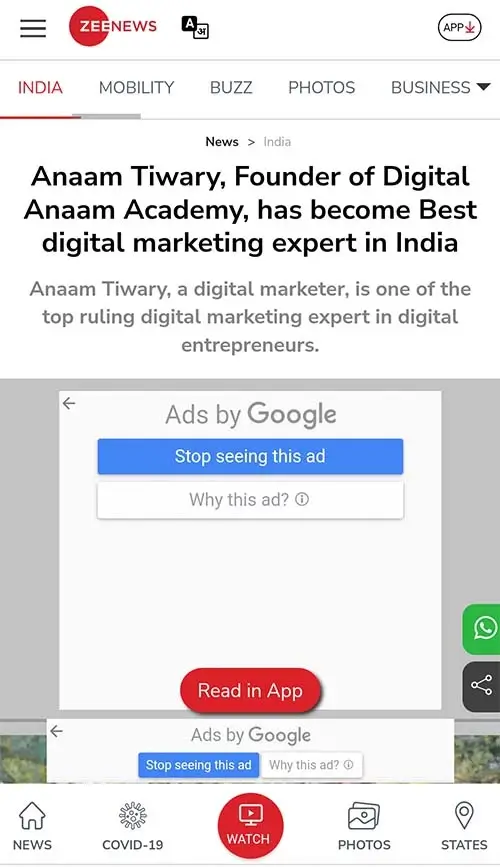 ZEENEWS
A अ
APP
INDIA MOBILITY BUZZ PHOTOS BUSINESS
News > India
Anaam Tiwary, Founder of Digital
Anaam Academy, has become Best
digital marketing expert in India
Anaam Tiwary, a digital marketer, is one of the
top ruling digital marketing expert in digital
entrepreneurs.
Ads by Google
Stop seeing this ad
Why this ad?
Read in App
Ads by Google
Stop seeing this ad Why this ad?
NEWS COVID-19 WATCH PHOTOS STATES